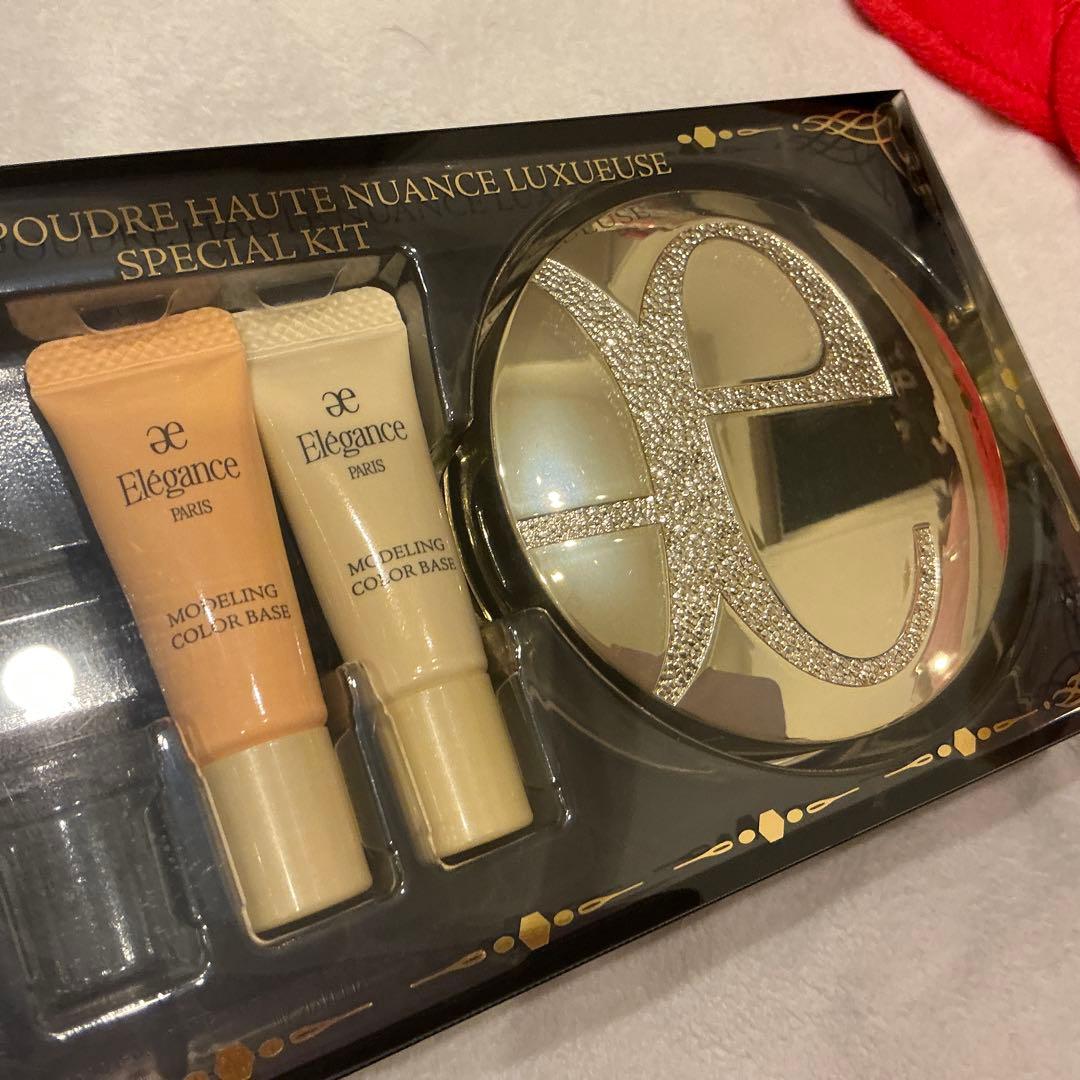 POUDRE HAUTE NUANCE LUXUEUSE
SPECIAL KIT
Elégance
PARIS
MODELING
COLOR BASE
Elégance
PARIS
MODELING
COLOR BASE